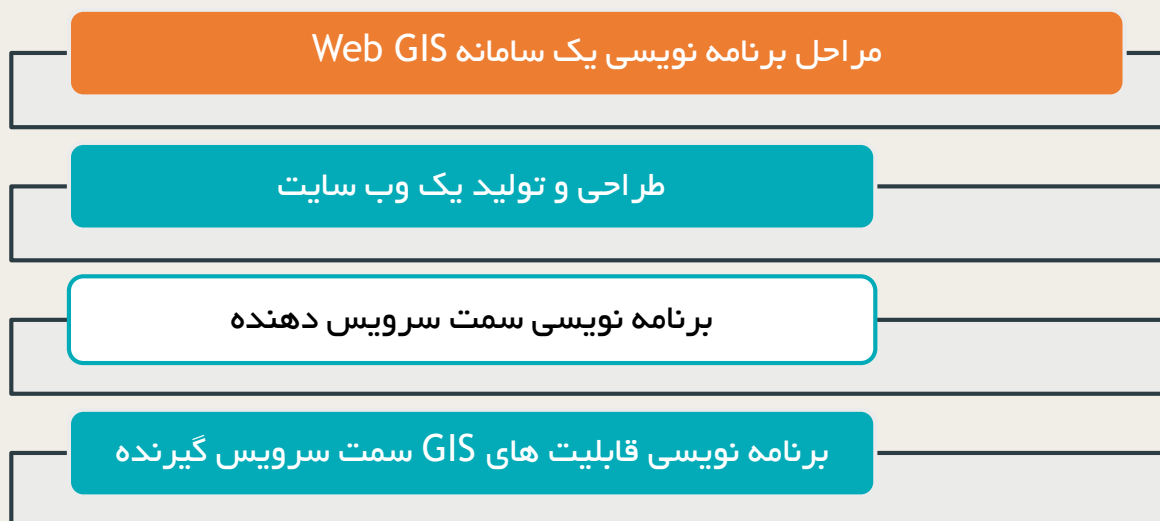 مراحل برنامه نویسی یک سامانه Web GIS
طراحی و تولید یک وب سایت
برنامه نویسی سمت سرویس دهنده
برنامه نویسی قابلیت های GIS سمت سرویس گیرنده